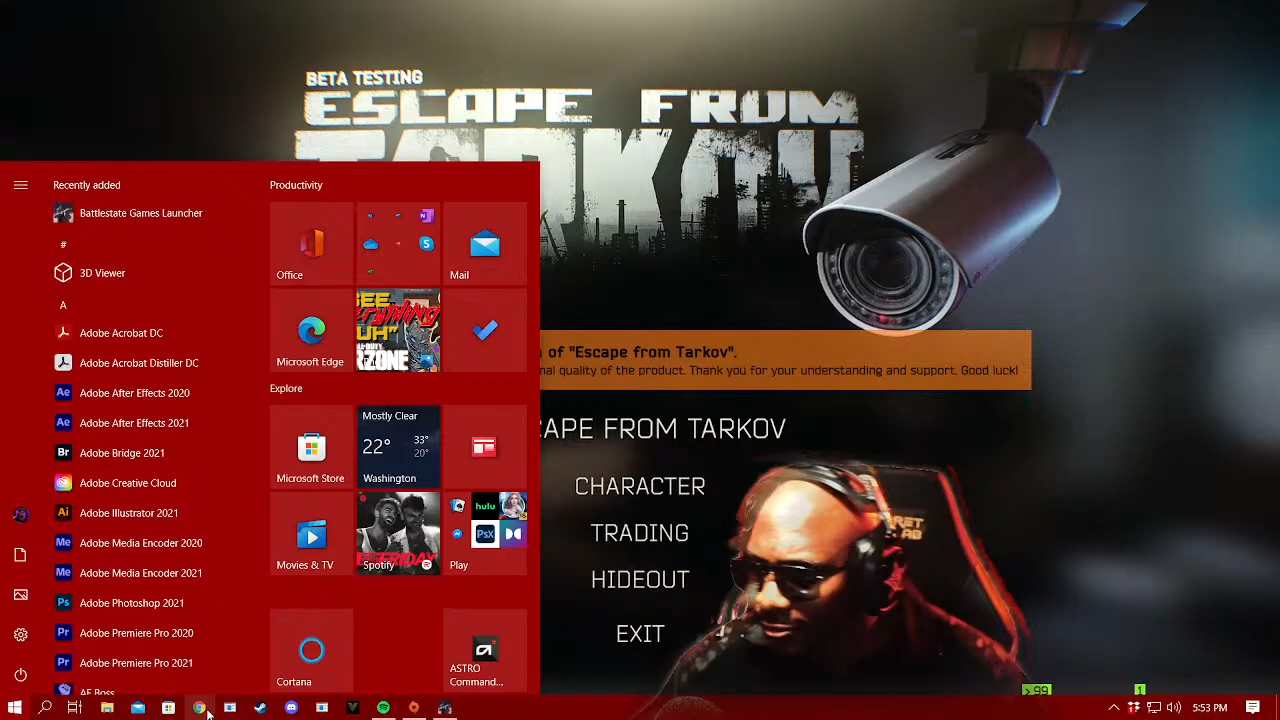 BETA TESTING
ESCAPE FROM
TARKOV
Recently added
Battlestate Games Launcher
#
3D Viewer
A
Adobe Acrobat DC
Adobe Acrobat Distiller DC
Adobe After Effects 2020
Adobe After Effects 2021
Adobe Bridge 2021
Adobe Creative Cloud
Adobe Illustrator 2021
Adobe Media Encoder 2020
Adobe Media Encoder 2021
Adobe Photoshop 2021
Adobe Premiere Pro 2020
Adobe Premiere Pro 2021
AE Boss
Productivity
Office
Mail
Microsoft Edge
Explore
Microsoft Store
Mostly Clear
22° 33°
20°
Washington
Movies & TV
Spotify
hulu
Play
Cortana
ASTRO
Command...
of "Escape from Tarkov".
nal quality of the product. Thank you for your understanding and support. Good luck!
CAPE FROM TARKOV
CHARACTER
TRADING
HIDEOUT
EXIT
>99
1
5:53 PM